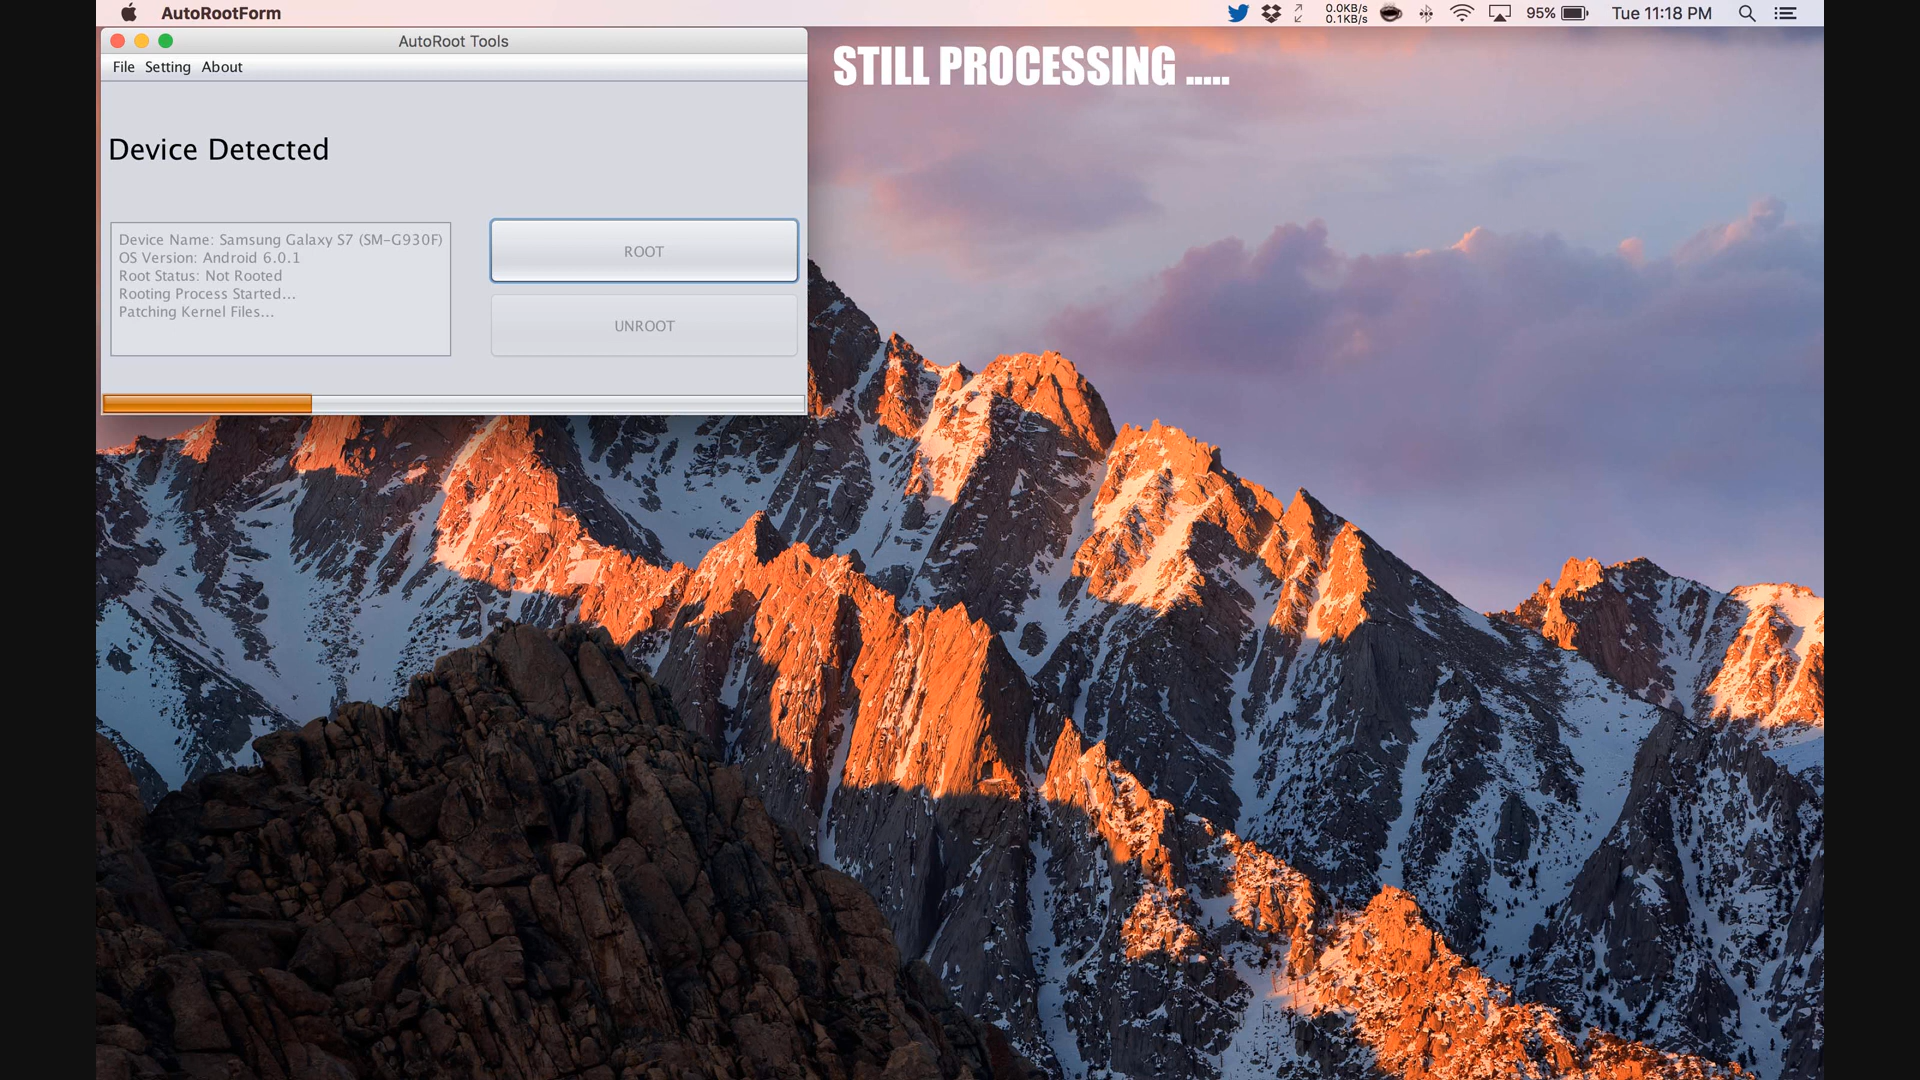 AutoRootForm
0.0KB/s
0.1KB/s
95%
Tue 11:18 PM
AutoRoot Tools
File Setting About
STILL PROCESSING .....
Device Detected
Device Name: Samsung Galaxy S7 (SM-G930F)
OS Version: Android 6.0.1
Root Status: Not Rooted
Rooting Process Started...
Patching Kernel Files...
ROOT
UNROOT